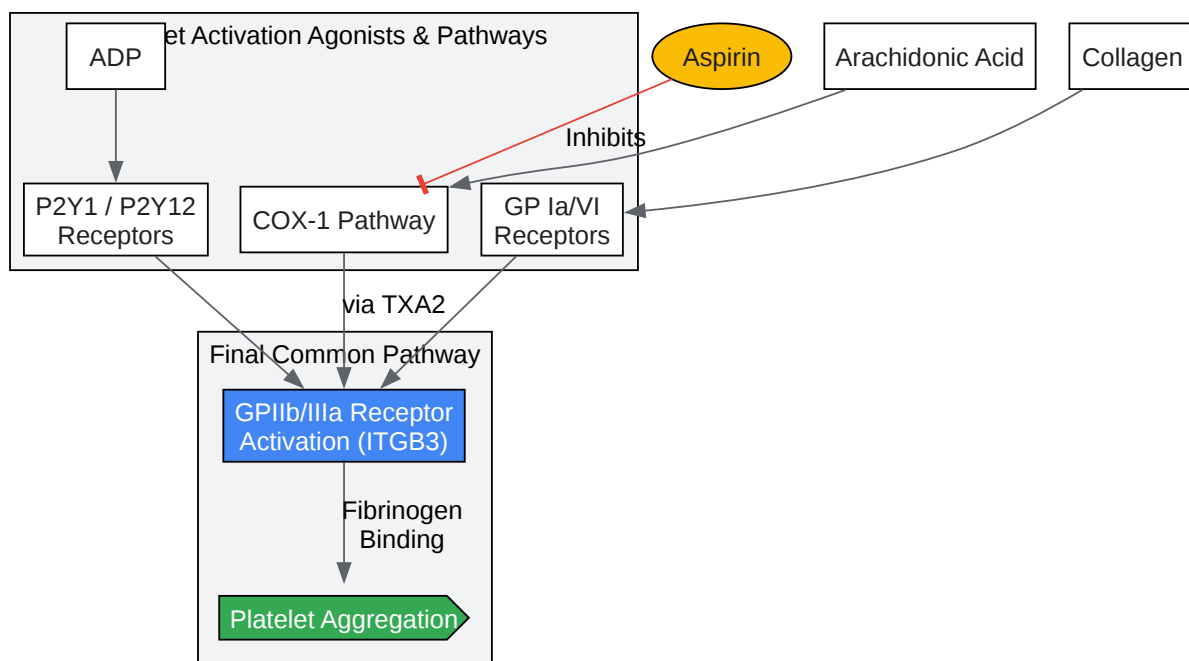 ADP
et Activation Agonists & Pathways
Aspirin
Arachidonic Acid
Collagen
Inhibits
P2Y1 / P2Y12
Receptors
COX-1 Pathway
GP Ia/VI
Receptors
via TXA2
Final Common Pathway
GPIIb/IIIa Receptor
Activation (ITGB3)
Fibrinogen
Binding
Platelet Aggregation